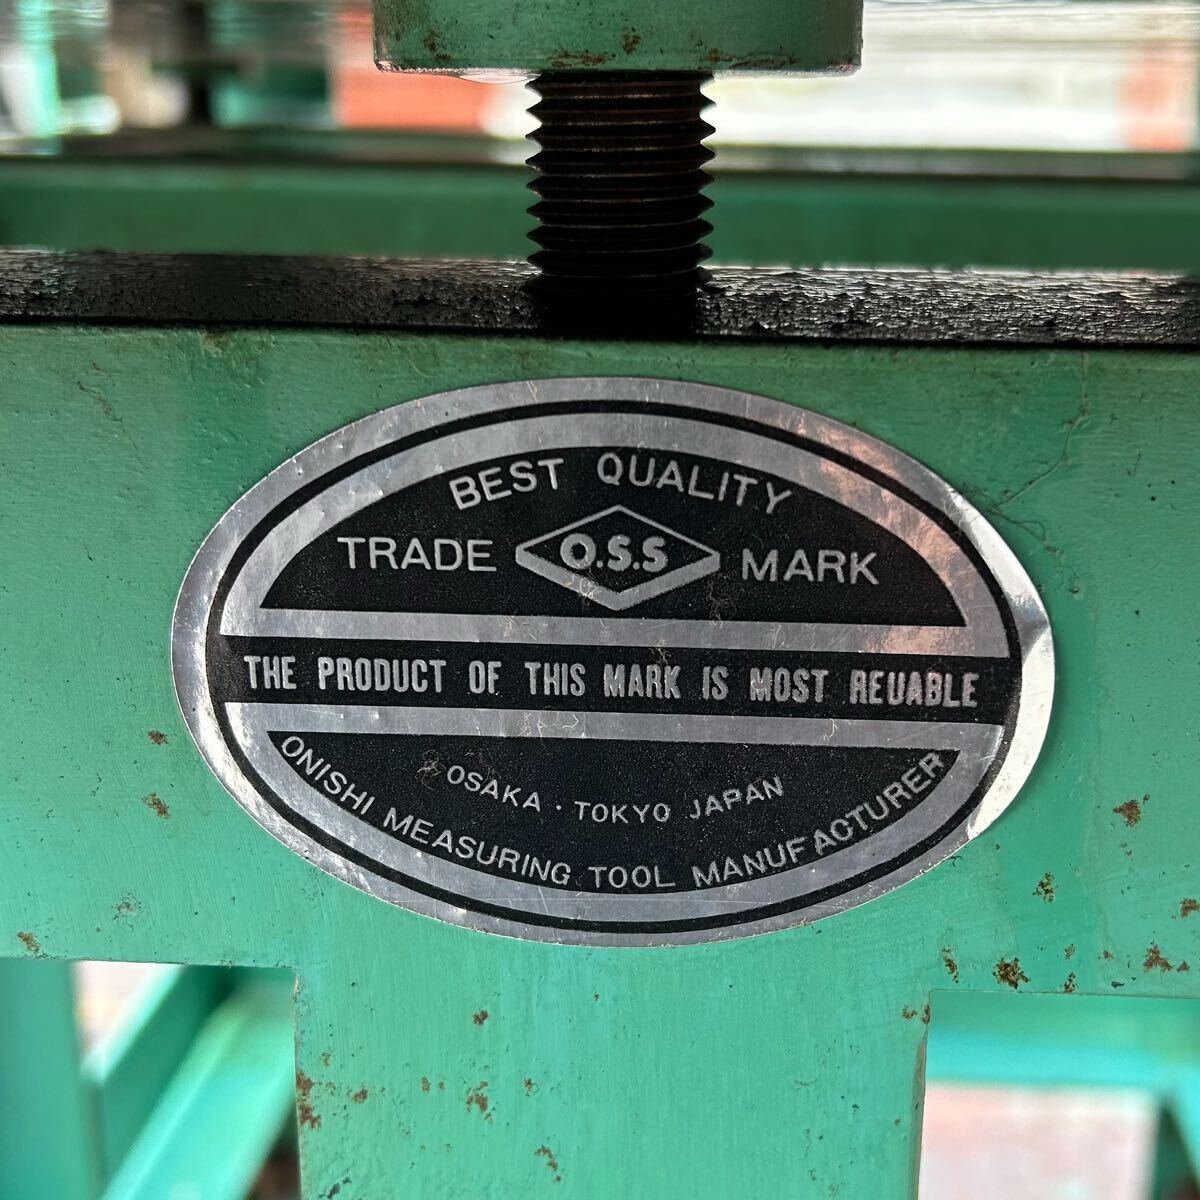 BEST QUALITY
TRADE O.S.S MARK
THE PRODUCT OF THIS MARK IS MOST REUABLE
OSAKA · TOKYO JAPAN
ONISHI MEASURING TOOL MANUFACTURER